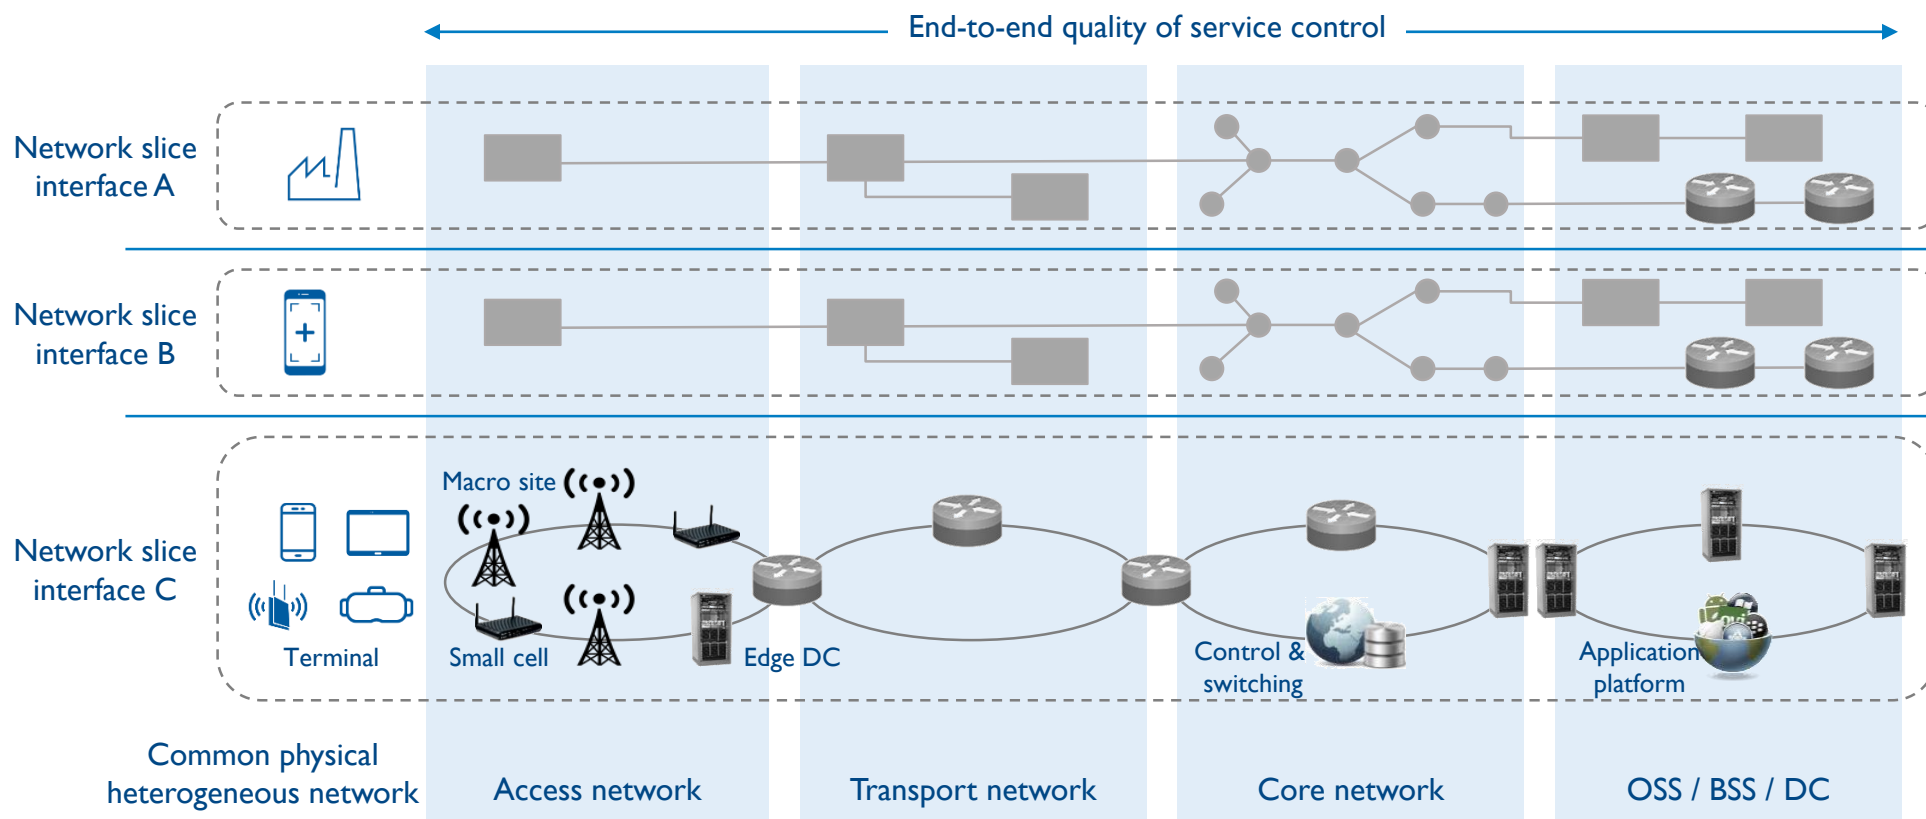 End-to-end quality of service control
Network slice
interface A
Network slice
interface B
Network slice
interface C
Macro site
Terminal
Small cell
Edge DC
Control &
switching
Application
platform
Common physical
heterogeneous network
Access network
Transport network
Core network
OSS / BSS / DC